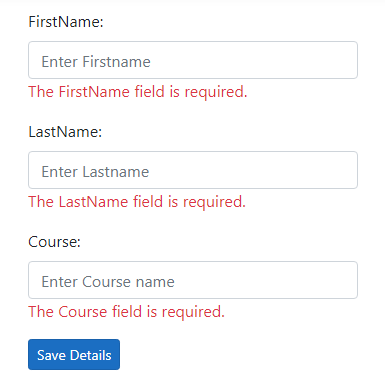 FirstName:
Enter Firstname
The FirstName field is required.
LastName:
Enter Lastname
The LastName field is required.
Course:
Enter Course name
The Course field is required.
Save Details